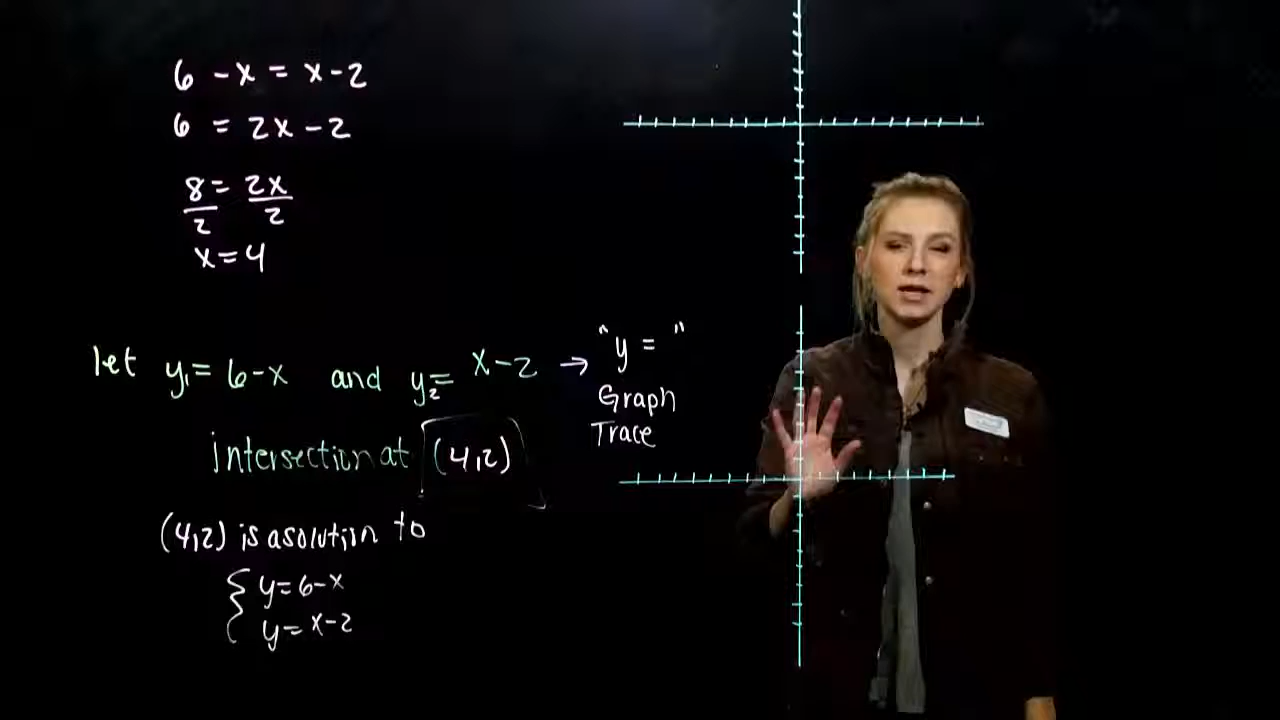 6 - x = x - 2
6 = 2x - 2
8 = 2x
2 2
x = 4
let y₁ = 6 - x and y₂ = x - 2 → "y = "
Graph
Trace
intersection at (4,2)
(4,2) is a solution to
{ y = 6 - x
y = x - 2